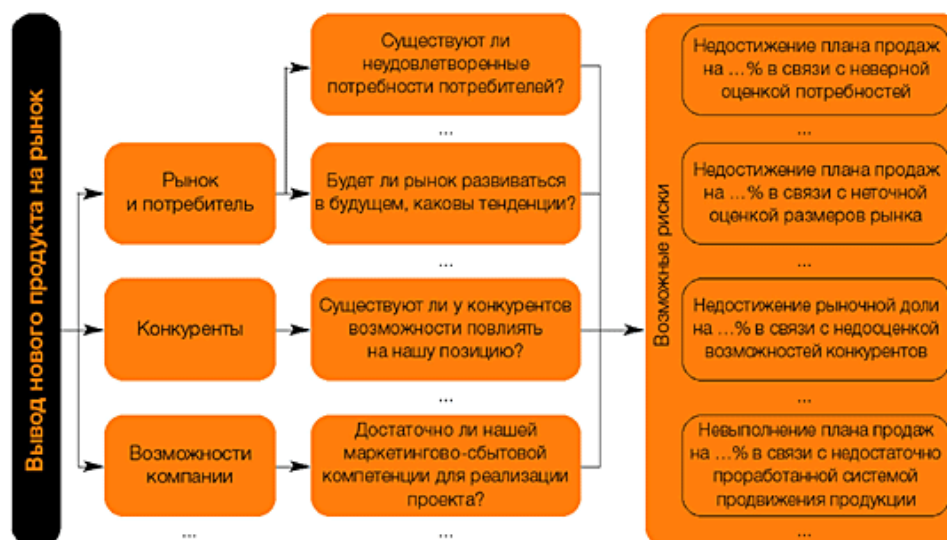 Вывод нового продукта на рынок
Рынок
и потребитель
Конкуренты
Возможности
компании
...
Существуют ли
неудовлетворенные
потребности потребителей?
...
Будет ли рынок развиваться
в будущем, каковы тенденции?
...
Существуют ли у конкурентов
возможности повлиять
на нашу позицию?
...
Достаточно ли нашей
маркетингово-сбытовой
компетенции для реализации
проекта?
...
Возможные риски
Недостижение плана продаж
на ...% в связи с неверной
оценкой потребностей
...
Недостижение плана продаж
на ...% в связи с неточной
оценкой размеров рынка
...
Недостижение рыночной доли
на ...% в связи с недооценкой
возможностей конкурентов
...
Невыполнение плана продаж
на ...% в связи с недостаточно
проработанной системой
продвижения продукции
...